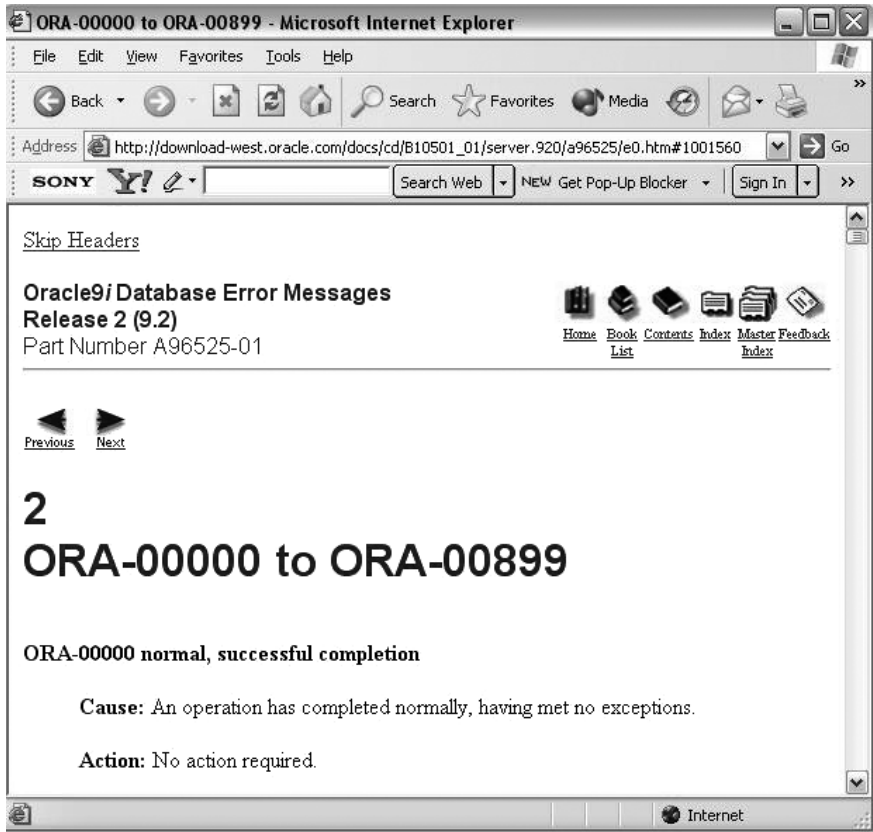 ORA-00000 to ORA-00899 - Microsoft Internet Explorer
File Edit View Favorites Tools Help
Back Search Favorites Media »
Address http://download-west.oracle.com/docs/cd/B10501_01/server.920/a96525/e0.htm#1001560 Go
SONY Y! Search Web NEW Get Pop-Up Blocker Sign In »
Skip Headers
Oracle9i Database Error Messages
Release 2 (9.2)
Part Number A96525-01
Home Book List Contents Index Master Index Feedback
Previous Next
2
ORA-00000 to ORA-00899
ORA-00000 normal, successful completion
Cause: An operation has completed normally, having met no exceptions.
Action: No action required.
Internet